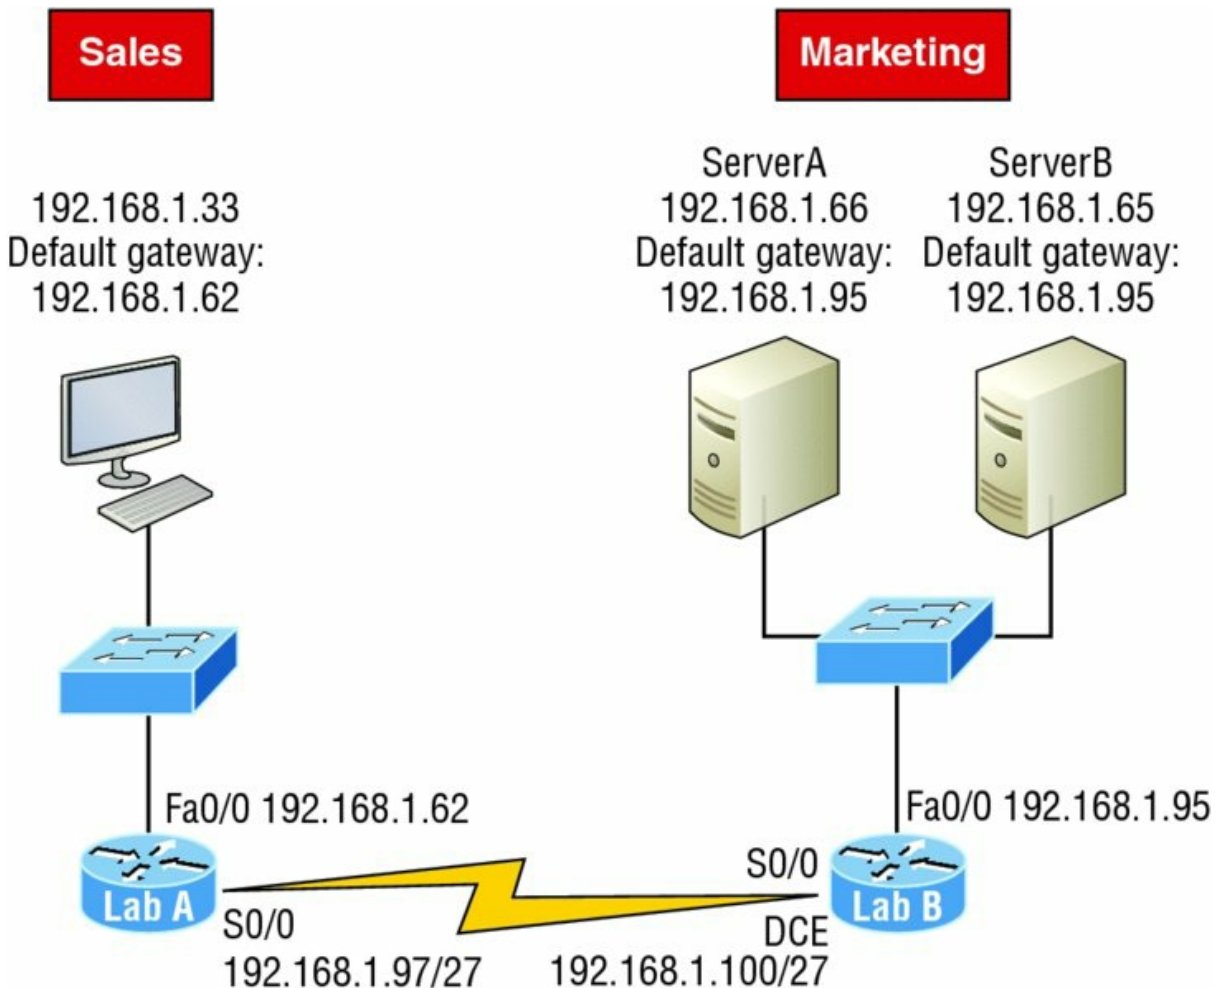 Sales
Marketing
192.168.1.33
Default gateway:
192.168.1.62
ServerA
192.168.1.66
Default gateway:
192.168.1.95
ServerB
192.168.1.65
Default gateway:
192.168.1.95
Fa0/0 192.168.1.62
Fa0/0 192.168.1.95
Lab A
S0/0
192.168.1.97/27
S0/0
DCE
192.168.1.100/27
Lab B